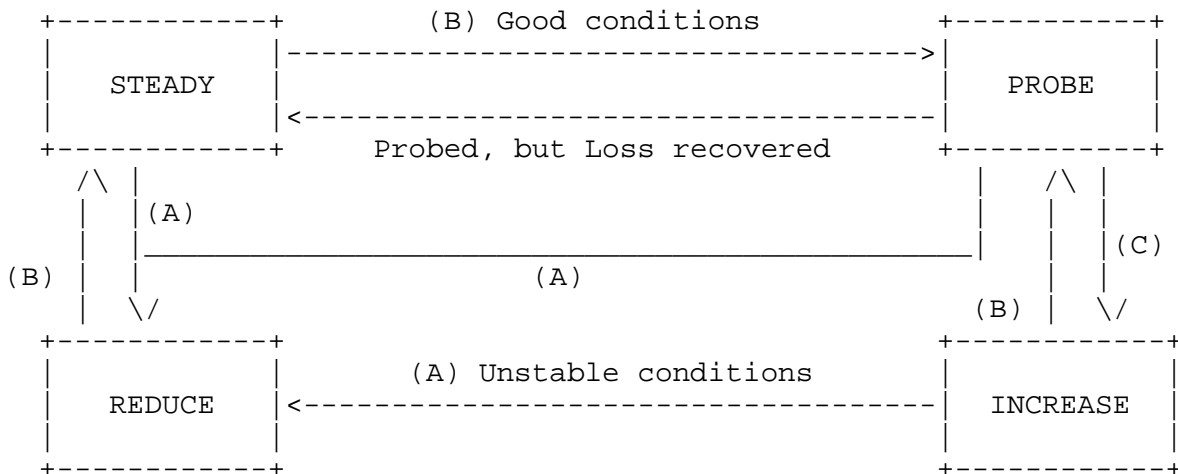 (B) Good conditions
STEADY PROBE
Probed, but Loss recovered
(A)
(C)
(B) (A)
(B)
(A) Unstable conditions
REDUCE INCREASE